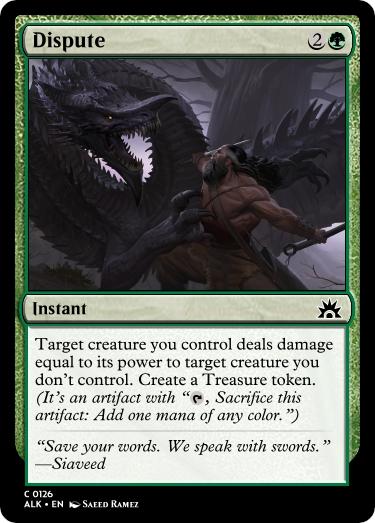 Dispute 2
Instant
Target creature you control deals damage
equal to its power to target creature you
don't control. Create a Treasure token.
(It's an artifact with “, Sacrifice this
artifact: Add one mana of any color.”)
“Save your words. We speak with swords.”
—Siaveed
C 0126
ALK • EN Saeed Ramez